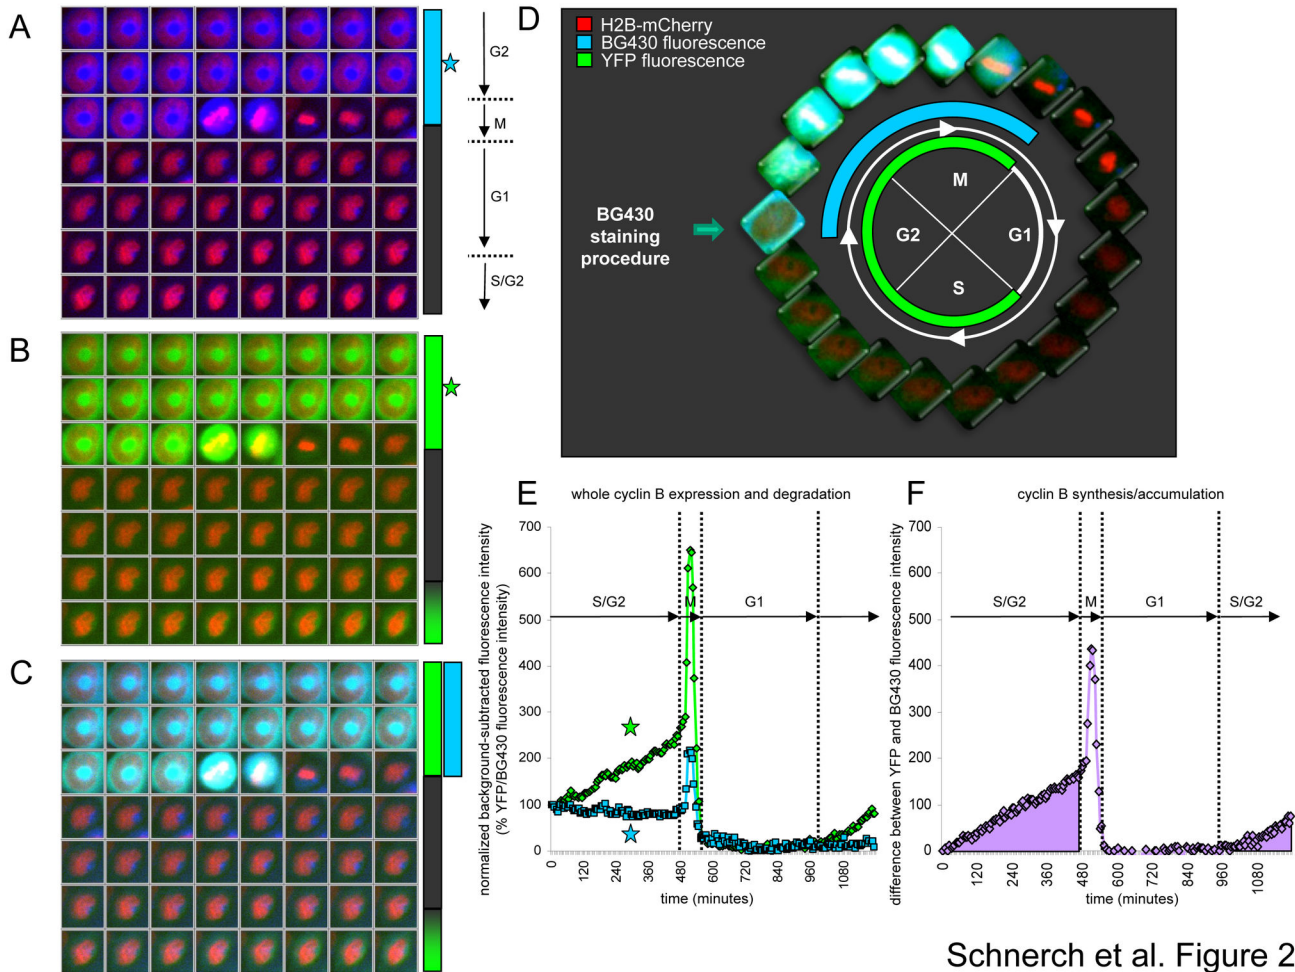 A
G2
M
G1
S/G2
B
C
D
H2B-mCherry
BG430 fluorescence
YFP fluorescence
BG430
staining
procedure
M
G2
G1
S
E
whole cyclin B expression and degradation
normalized background-subtracted fluorescence intensity
(% YFP/BG430 fluorescence intensity)
700
600
500
400
300
200
100
0
S/G2
M
G1
0
120
240
360
480
600
720
840
960
1080
time (minutes)
F
cyclin B synthesis/accumulation
difference between YFP and BG430 fluorescence intensity
700
600
500
400
300
200
100
0
S/G2
M
G1
S/G2
0
120
240
360
480
600
720
840
960
1080
time (minutes)
Schnerch et al. Figure 2